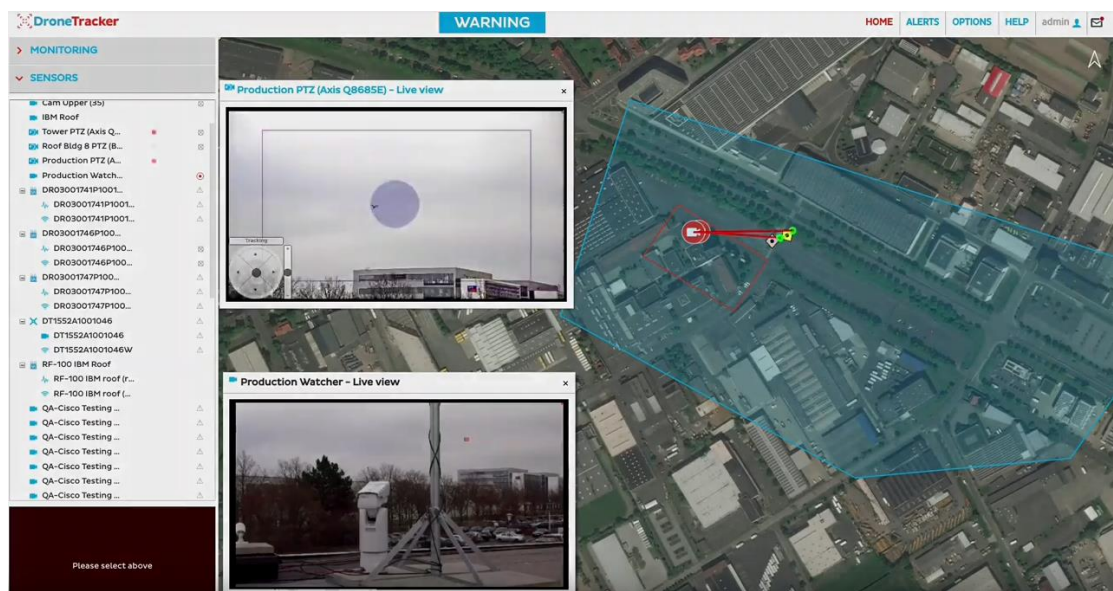 DroneTracker
WARNING
HOME
ALERTS
OPTIONS
HELP
admin
MONITORING
SENSORS
Cam Upper (35)
IBM Roof
Tower PTZ (Axis Q...
Roof Bldg 8 PTZ (B...
Production PTZ (A...
Production Watch...
DR03001741P1001...
DR03001741P1001...
DR03001741P1001...
DR03001746P100...
DR03001746P100...
DR03001746P100...
DR03001747P100...
DR03001747P100...
DR03001747P100...
DT1552A1001046
DT1552A1001046
DT1552A1001046W
RF-100 IBM Roof
RF-100 IBM roof (r...
RF-100 IBM roof (...
QA-Cisco Testing ...
QA-Cisco Testing ...
QA-Cisco Testing ...
QA-Cisco Testing ...
QA-Cisco Testing ...
QA-Cisco Testing ...
QA-Cisco Testing ...
Please select above
Production PTZ (Axis Q8685E) - Live view
Tracking
Production Watcher - Live view